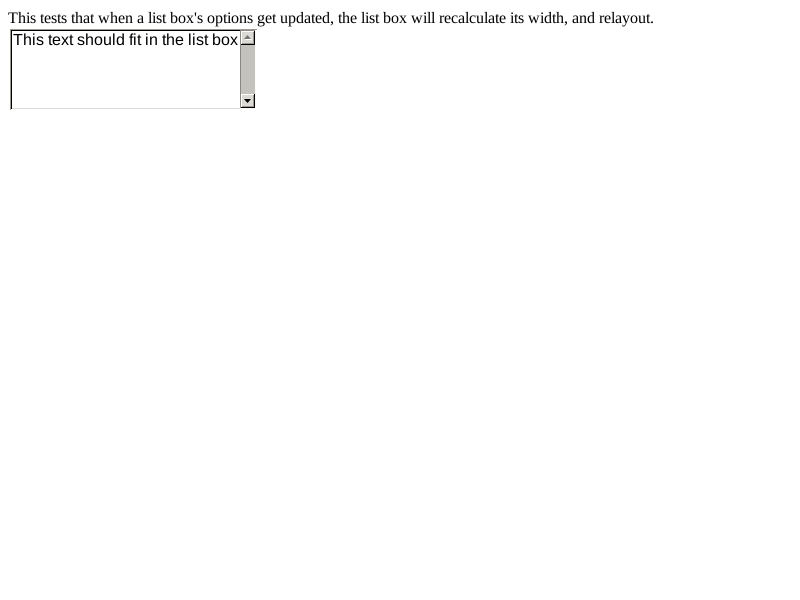 This tests that when a list box's options get updated, the list box will recalculate its width, and relayout.
This text should fit in the list box